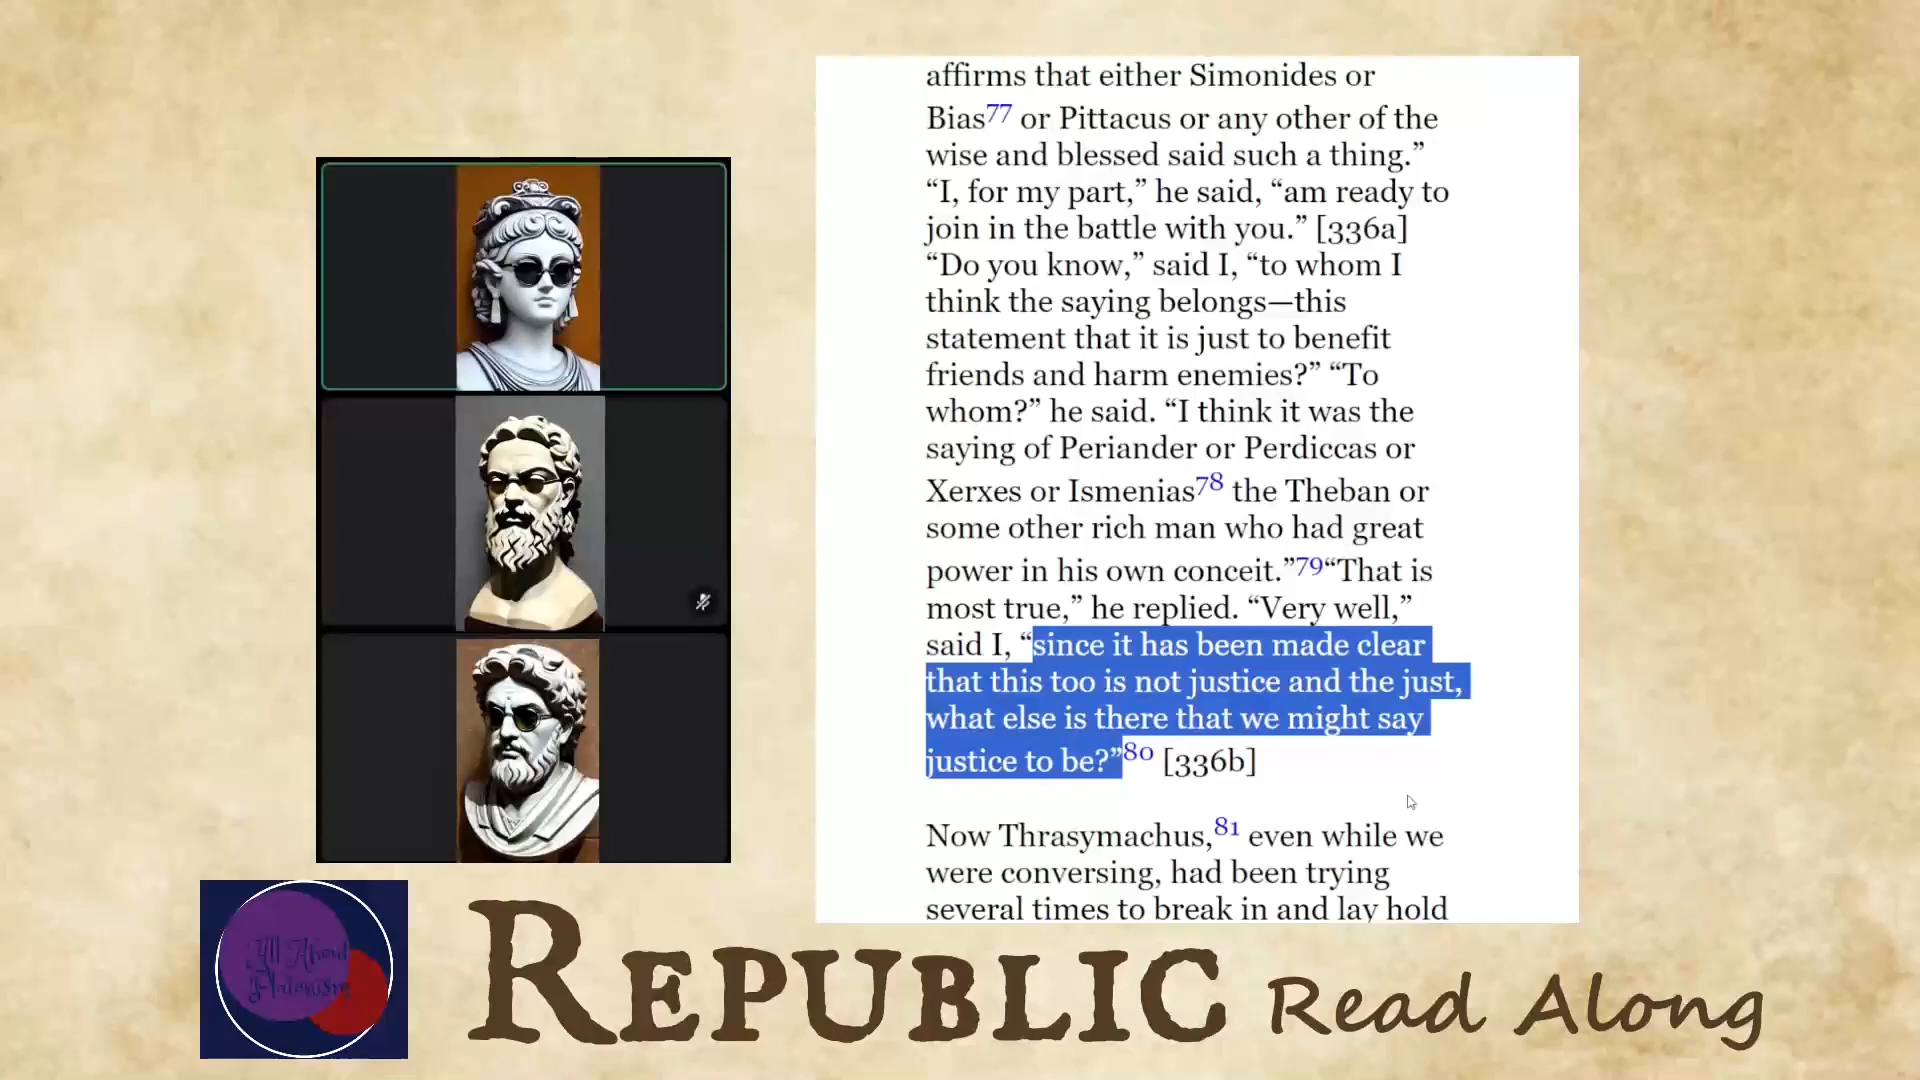 affirms that either Simonides or
Bias77 or Pittacus or any other of the
wise and blessed said such a thing.”
“I, for my part,” he said, “am ready to
join in the battle with you.” [336a]
“Do you know,” said I, “to whom I
think the saying belongs—this
statement that it is just to benefit
friends and harm enemies?” “To
whom?” he said. “I think it was the
saying of Periander or Perdiccas or
Xerxes or Ismenias78 the Theban or
some other rich man who had great
power in his own conceit.”79“That is
most true,” he replied. “Very well,”
said I, “since it has been made clear
that this too is not justice and the just,
what else is there that we might say
justice to be?”80 [336b]
Now Thrasymachus,81 even while we
were conversing, had been trying
several times to break in and lay hold
All About
Platonism
REPUBLIC Read Along